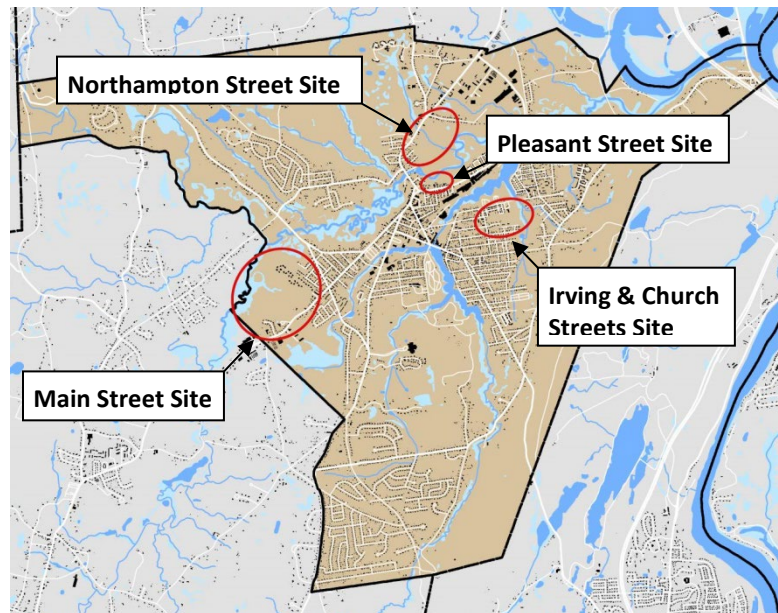 Northampton Street Site
Pleasant Street Site
Irving & Church
Streets Site
Main Street Site